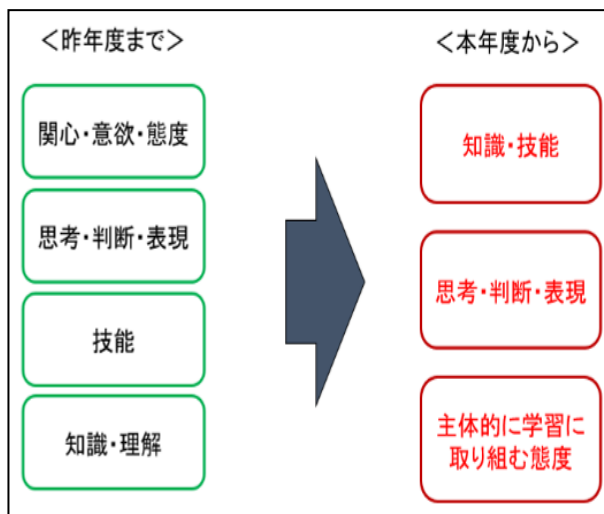 ＜昨年度まで＞
関心・意欲・態度
思考・判断・表現
技能
知識・理解
＜本年度から＞
知識・技能
思考・判断・表現
主体的に学習に
取り組む態度